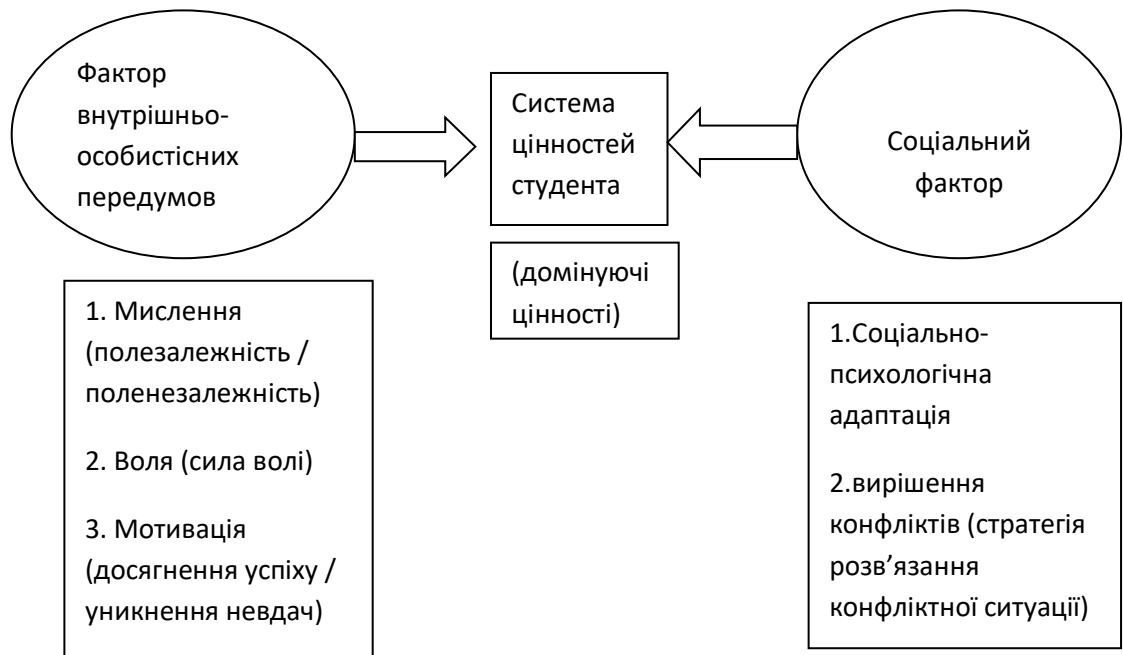 Фактор
внутрішньо-
особистісних
передумов
Система
цінностей
студента
(домінуючі
цінності)
Соціальний
фактор
1. Мислення
(полезалежність /
поленезалежність)
2. Воля (сила волі)
3. Мотивація
(досягнення успіху /
уникнення невдач)
1.Соціально-
психологічна
адаптація
2.вирішення
конфліктів (стратегія
розв’язання
конфліктної ситуації)